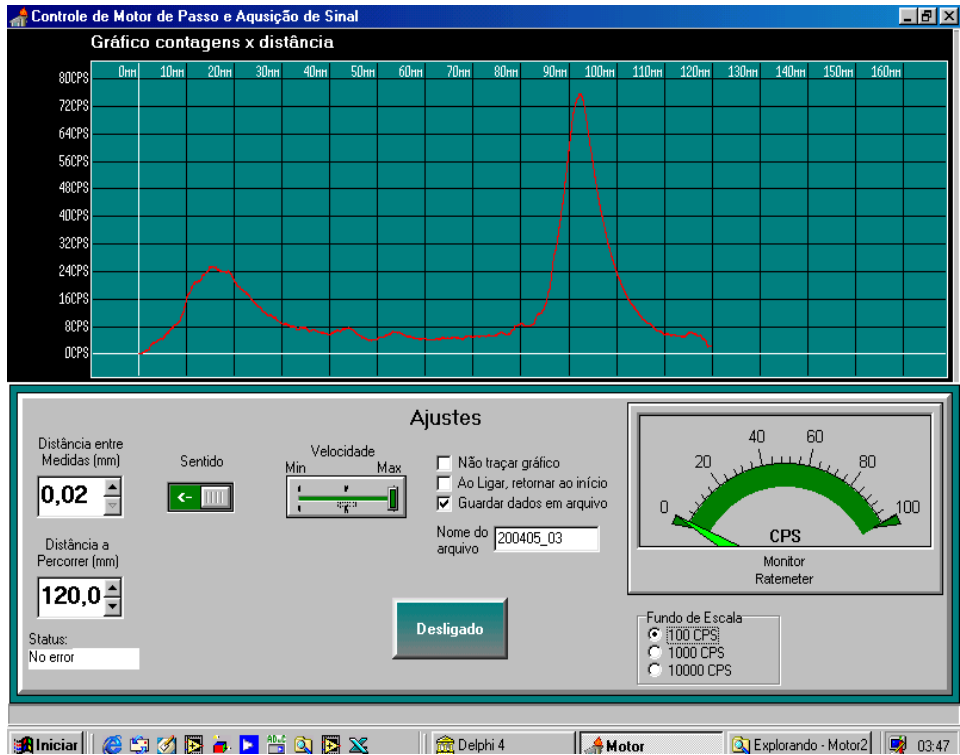 Controle de Motor de Passo e Aqusição de Sinal
Gráfico contagens x distância
0MM 10MM 20MM 30MM 40MM 50MM 60MM 70MM 80MM 90MM 100MM 110MM 120MM 130MM 140MM 150MM 160MM
80CPS
72CPS
64CPS
56CPS
48CPS
40CPS
32CPS
24CPS
16CPS
8CPS
0CPS
Ajustes
Distância entre
Medidas (mm)
0,02
Sentido
<-
Velocidade
Min Max
Não traçar gráfico
Ao Ligar, retornar ao início
Guardar dados em arquivo
Nome do
arquivo
200405_03
Distância a
Percorrer (mm)
120,0
Status:
No error
Desligado
0 20 40 60 80 100
CPS
Monitor
Ratemeter
Fundo de Escala
100 CPS
1000 CPS
10000 CPS
Iniciar
Delphi 4
Motor
Explorando - Motor2
03:47